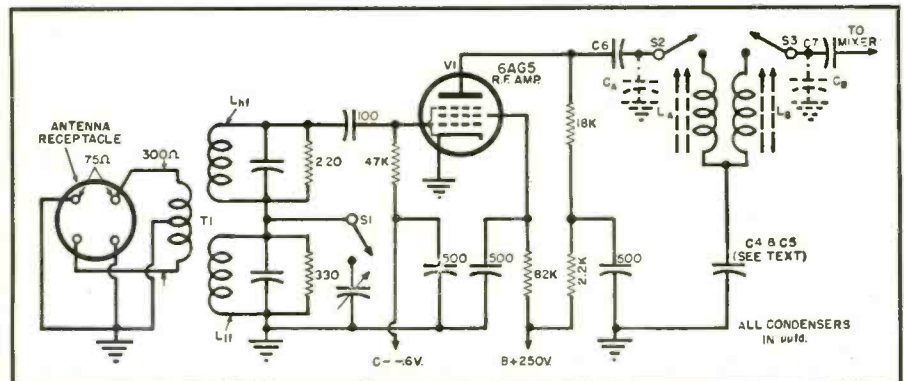 ANTENNA
RECEPTACLE
75Ω
300Ω
T1
Lhf
Llf
220
330
S1
100
47K
V1
6AG5
R.F. AMP.
500
500
82K
18K
2.2K
500
C--.6V.
B+250V.
C6
CA
S2
LA
LB
S3
C7
CB
TO
MIXER
C4 & C5
(SEE TEXT)
ALL CONDENSERS
IN µµfd.